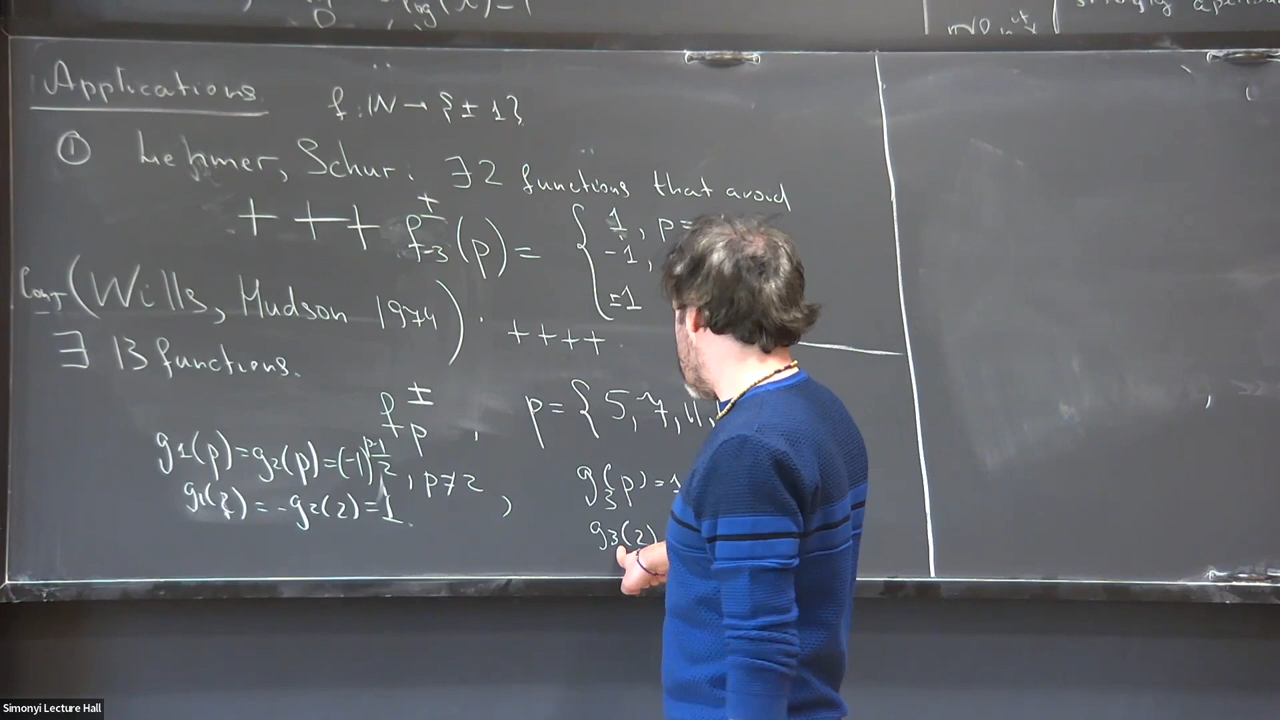 Applications.
f: ℕ → {±1}
① Lehmer, Schur: ∃ 2 functions that avoid
+ + + f^±_{-3}(p) = { 1, p=
-1,
±1
Conj (Wills, Hudson 1974): ++++
∃ 13 functions.
f^±_p, p = {5, 7, 11,
g1(p)=g2(p)=(-1)^{p-1/2}, p≠2, g3(p)=1
g1(2)=-g2(2)=1. g3(2)
Simonyi Lecture Hall